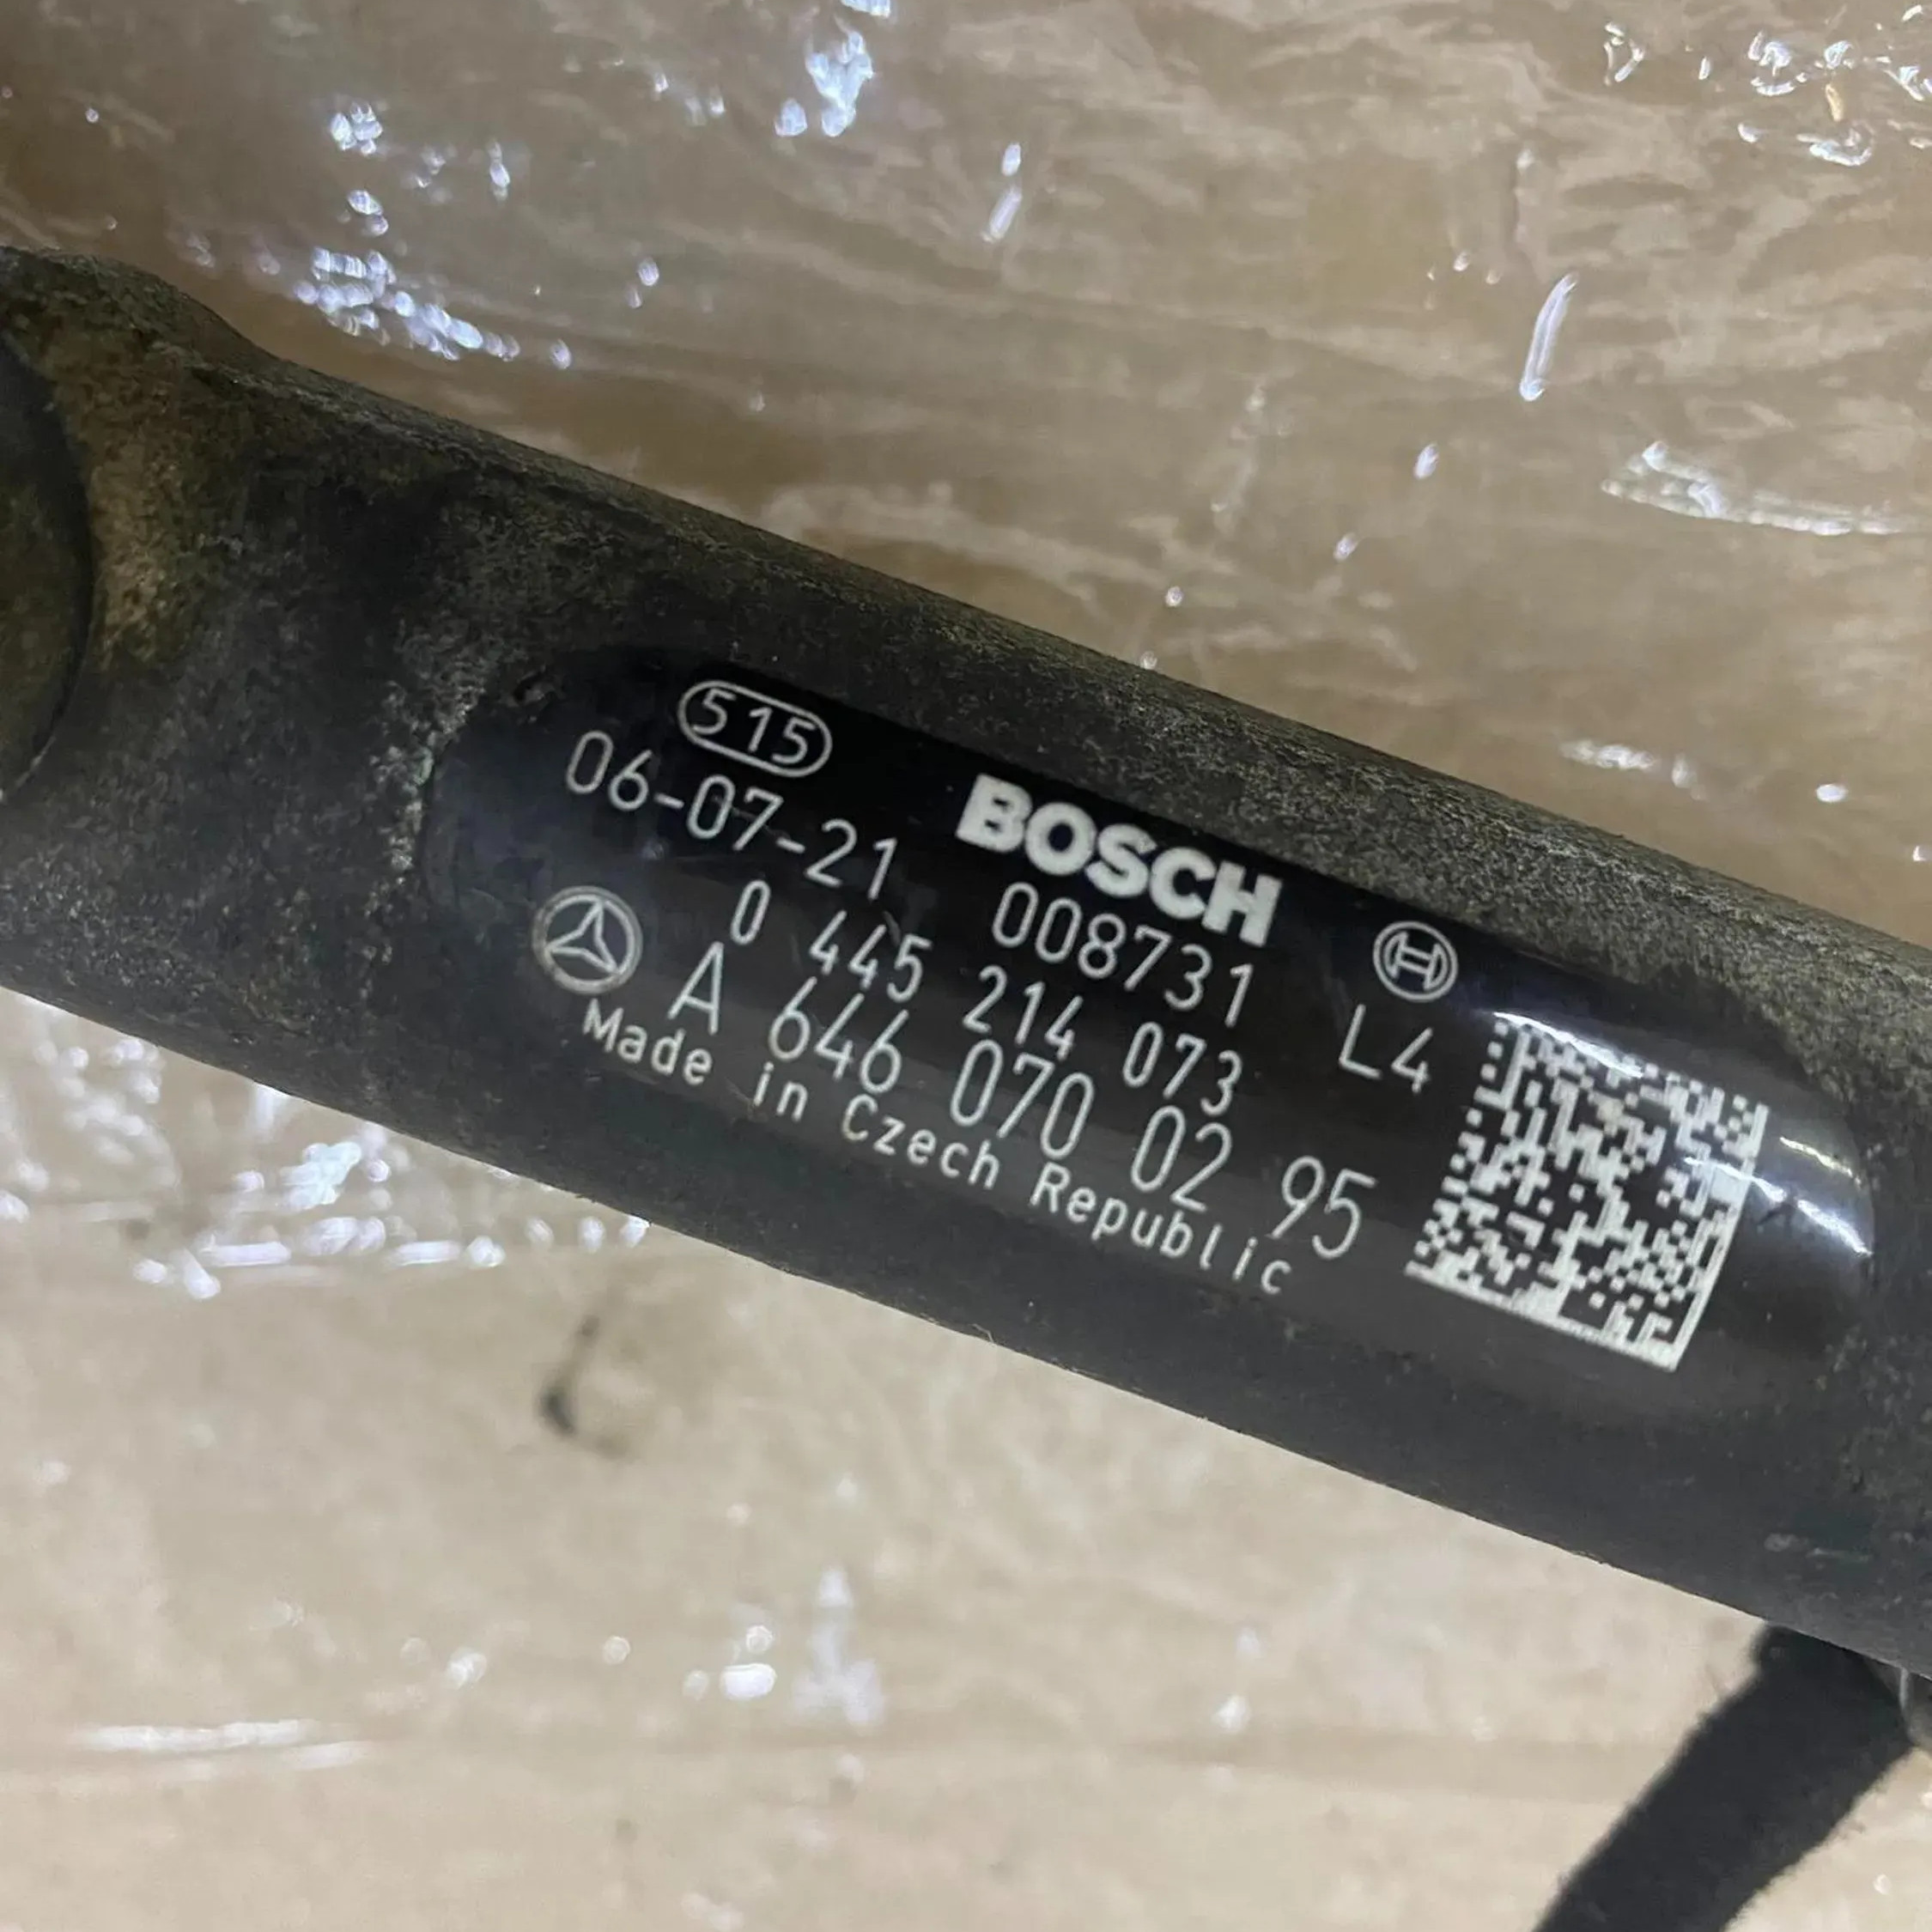 515
BOSCH
06-07-21 008731 L4
0 445 214 073
A 646 070 02 95
Made in Czech Republic